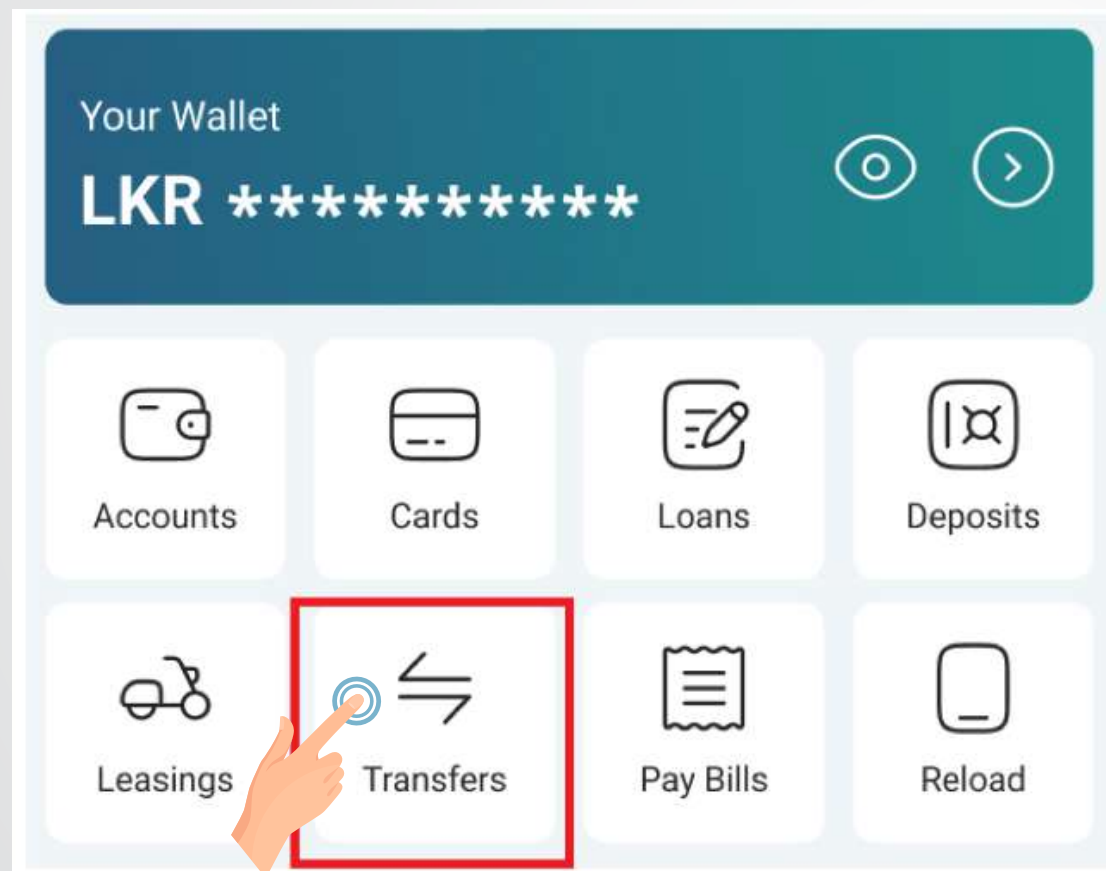 Your Wallet
LKR **********
Accounts
Cards
Loans
Deposits
Leasings
Transfers
Pay Bills
Reload